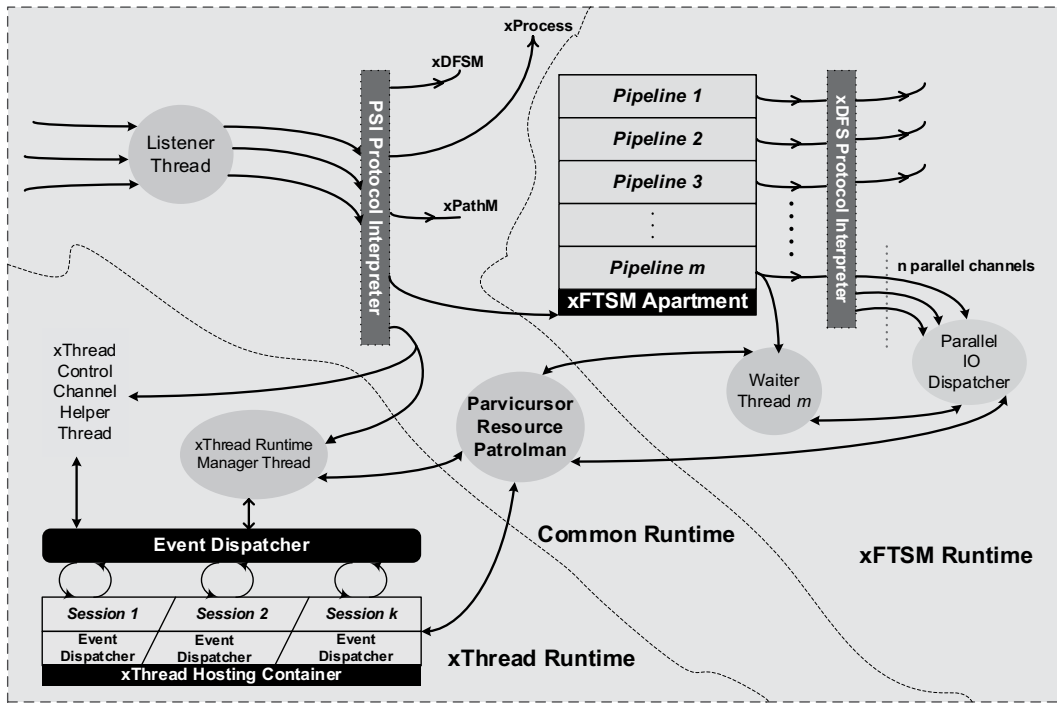 xProcess
xDFSM
PSI Protocol Interpreter
Listener
Thread
xPathM
Pipeline 1
Pipeline 2
Pipeline 3
Pipeline m
xFTSM Apartment
xDFS Protocol Interpreter
n parallel channels
Parallel
IO
Dispatcher
Waiter
Thread m
Parvicursor
Resource
Patrolman
xThread
Control
Channel
Helper
Thread
xThread Runtime
Manager Thread
Event Dispatcher
Session 1
Session 2
Session k
Event
Dispatcher
Event
Dispatcher
Event
Dispatcher
xThread Hosting Container
Common Runtime
xFTSM Runtime
xThread Runtime